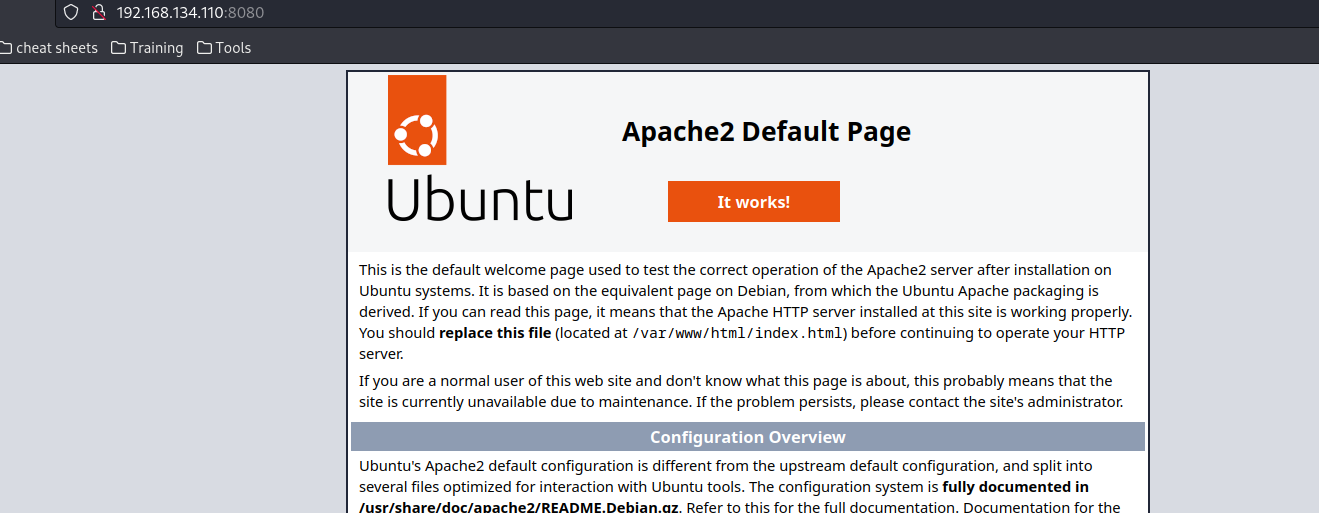 192.168.134.110:8080
cheat sheets Training Tools
Apache2 Default Page
Ubuntu
It works!
This is the default welcome page used to test the correct operation of the Apache2 server after installation on
Ubuntu systems. It is based on the equivalent page on Debian, from which the Ubuntu Apache packaging is
derived. If you can read this page, it means that the Apache HTTP server installed at this site is working properly.
You should replace this file (located at /var/www/html/index.html) before continuing to operate your HTTP
server.
If you are a normal user of this web site and don't know what this page is about, this probably means that the
site is currently unavailable due to maintenance. If the problem persists, please contact the site's administrator.
Configuration Overview
Ubuntu's Apache2 default configuration is different from the upstream default configuration, and split into
several files optimized for interaction with Ubuntu tools. The configuration system is fully documented in
/usr/share/doc/apache2/README.Debian.gz. Refer to this for the full documentation. Documentation for the